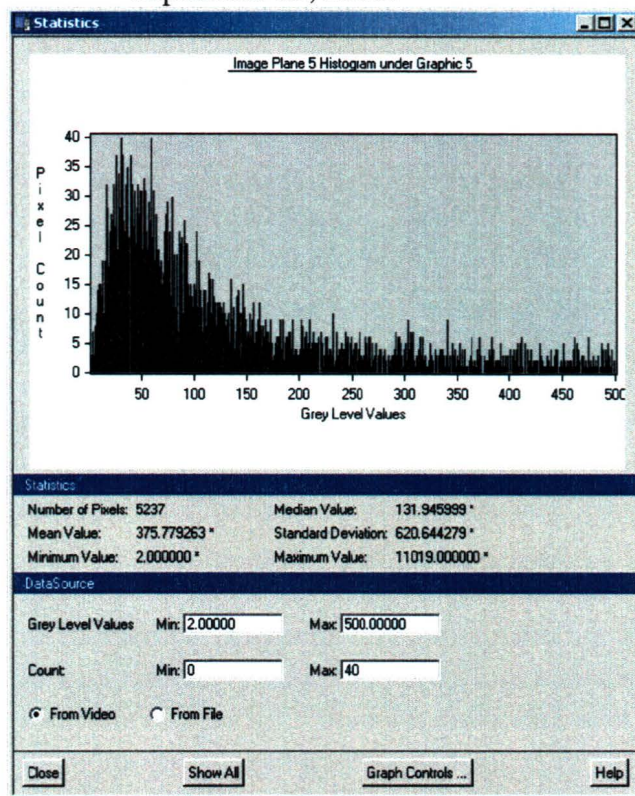 Statistics
Image Plane 5 Histogram under Graphic 5
Pixel Count
40
35
30
25
20
15
10
5
0
50 100 150 200 250 300 350 400 450 500
Grey Level Values
Statistics
Number of Pixels: 5237 Median Value: 131.945999 *
Mean Value: 375.779263 * Standard Deviation: 620.644279 *
Minimum Value: 2.000000 * Maximum Value: 11019.000000 *
DataSource
Grey Level Values Min: 2.00000 Max: 500.00000
Count: Min: 0 Max: 40
From Video From File
Close Show All Graph Controls ... Help